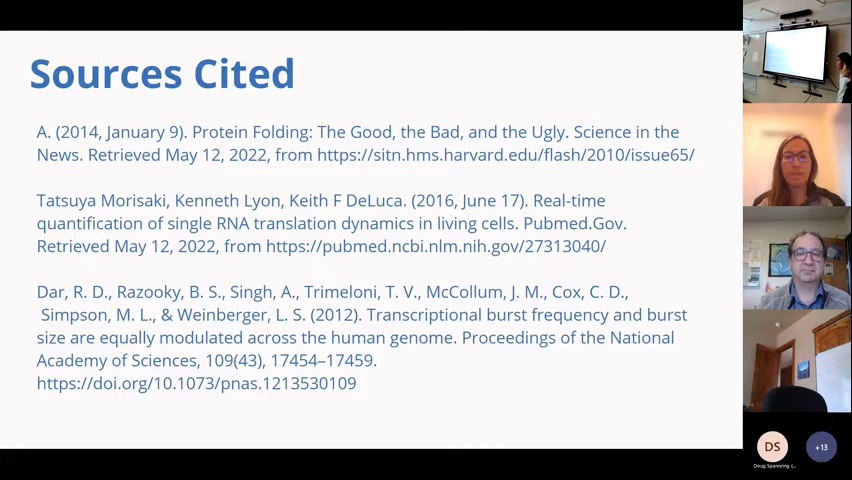 Sources Cited
A. (2014, January 9). Protein Folding: The Good, the Bad, and the Ugly. Science in the
News. Retrieved May 12, 2022, from https://sitn.hms.harvard.edu/flash/2010/issue65/
Tatsuya Morisaki, Kenneth Lyon, Keith F DeLuca. (2016, June 17). Real-time
quantification of single RNA translation dynamics in living cells. Pubmed.Gov.
Retrieved May 12, 2022, from https://pubmed.ncbi.nlm.nih.gov/27313040/
Dar, R. D., Razooky, B. S., Singh, A., Trimeloni, T. V., McCollum, J. M., Cox, C. D.,
Simpson, M. L., & Weinberger, L. S. (2012). Transcriptional burst frequency and burst
size are equally modulated across the human genome. Proceedings of the National
Academy of Sciences, 109(43), 17454–17459.
https://doi.org/10.1073/pnas.1213530109
DS
+13
Doug Spanning (